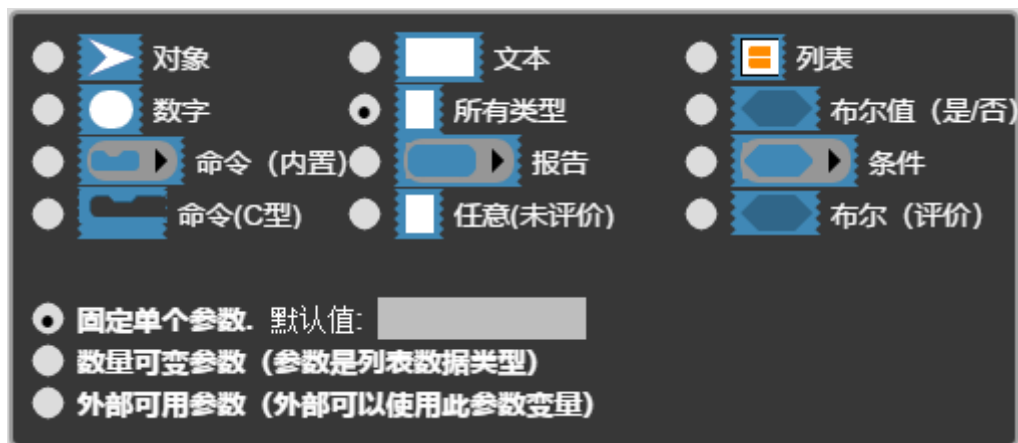 对象 文本 列表
数字 所有类型 布尔值（是/否）
命令（内置） 报告 条件
命令(C型) 任意(未评价) 布尔（评价）
固定单个参数. 默认值:
数量可变参数（参数是列表数据类型）
外部可用参数（外部可以使用此参数变量）